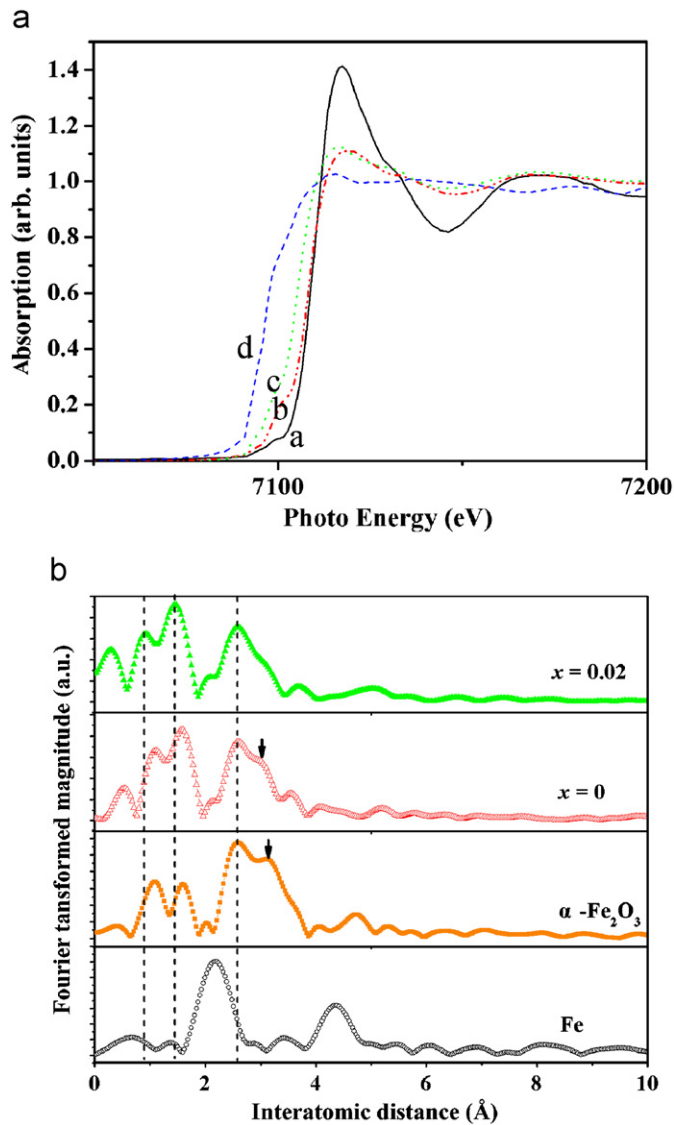 a
1.4
1.2
1.0
0.8
0.6
0.4
0.2
0.0
Absorption (arb. units)
d
c
b
a
7100
7200
Photo Energy (eV)
b
Fourier tansformed magnitude (a.u.)
x = 0.02
x = 0
α -Fe₂O₃
Fe
0
2
4
6
8
10
Interatomic distance (Å)